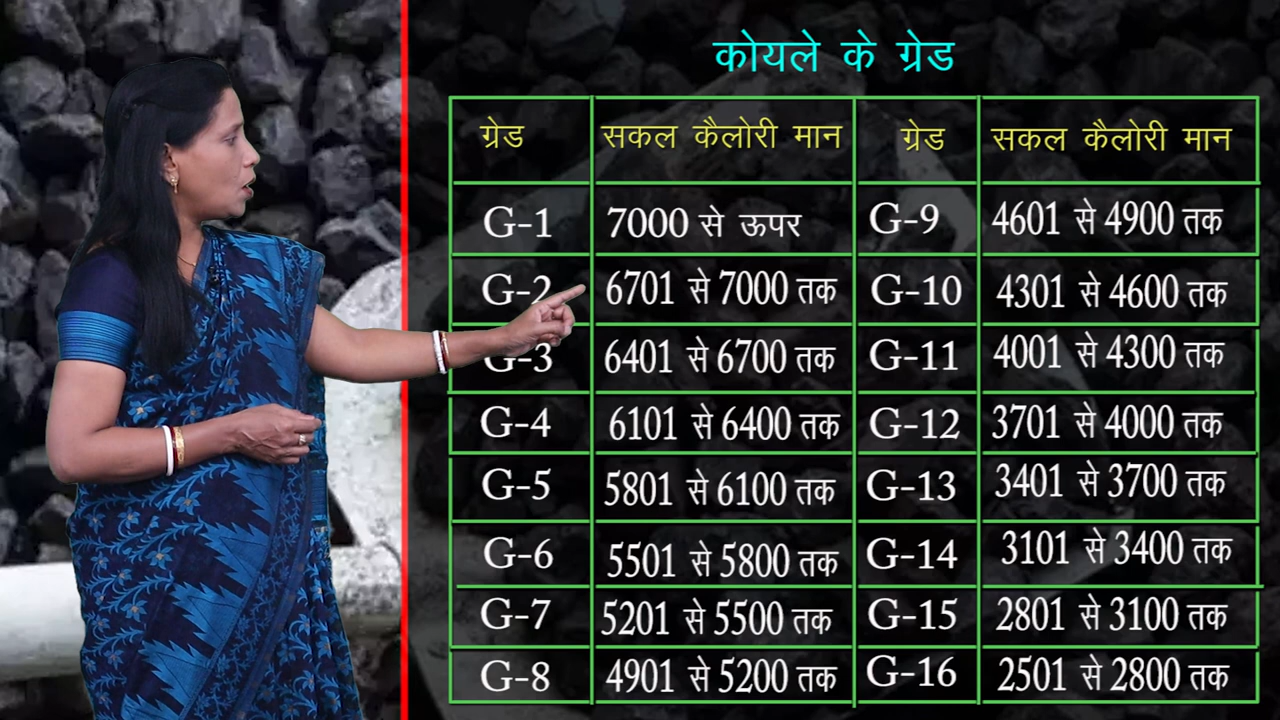 कोयले के ग्रेड
ग्रेड सकल कैलोरी मान ग्रेड सकल कैलोरी मान
G-1 7000 से ऊपर G-9 4601 से 4900 तक
G-2 6701 से 7000 तक G-10 4301 से 4600 तक
G-3 6401 से 6700 तक G-11 4001 से 4300 तक
G-4 6101 से 6400 तक G-12 3701 से 4000 तक
G-5 5801 से 6100 तक G-13 3401 से 3700 तक
G-6 5501 से 5800 तक G-14 3101 से 3400 तक
G-7 5201 से 5500 तक G-15 2801 से 3100 तक
G-8 4901 से 5200 तक G-16 2501 से 2800 तक